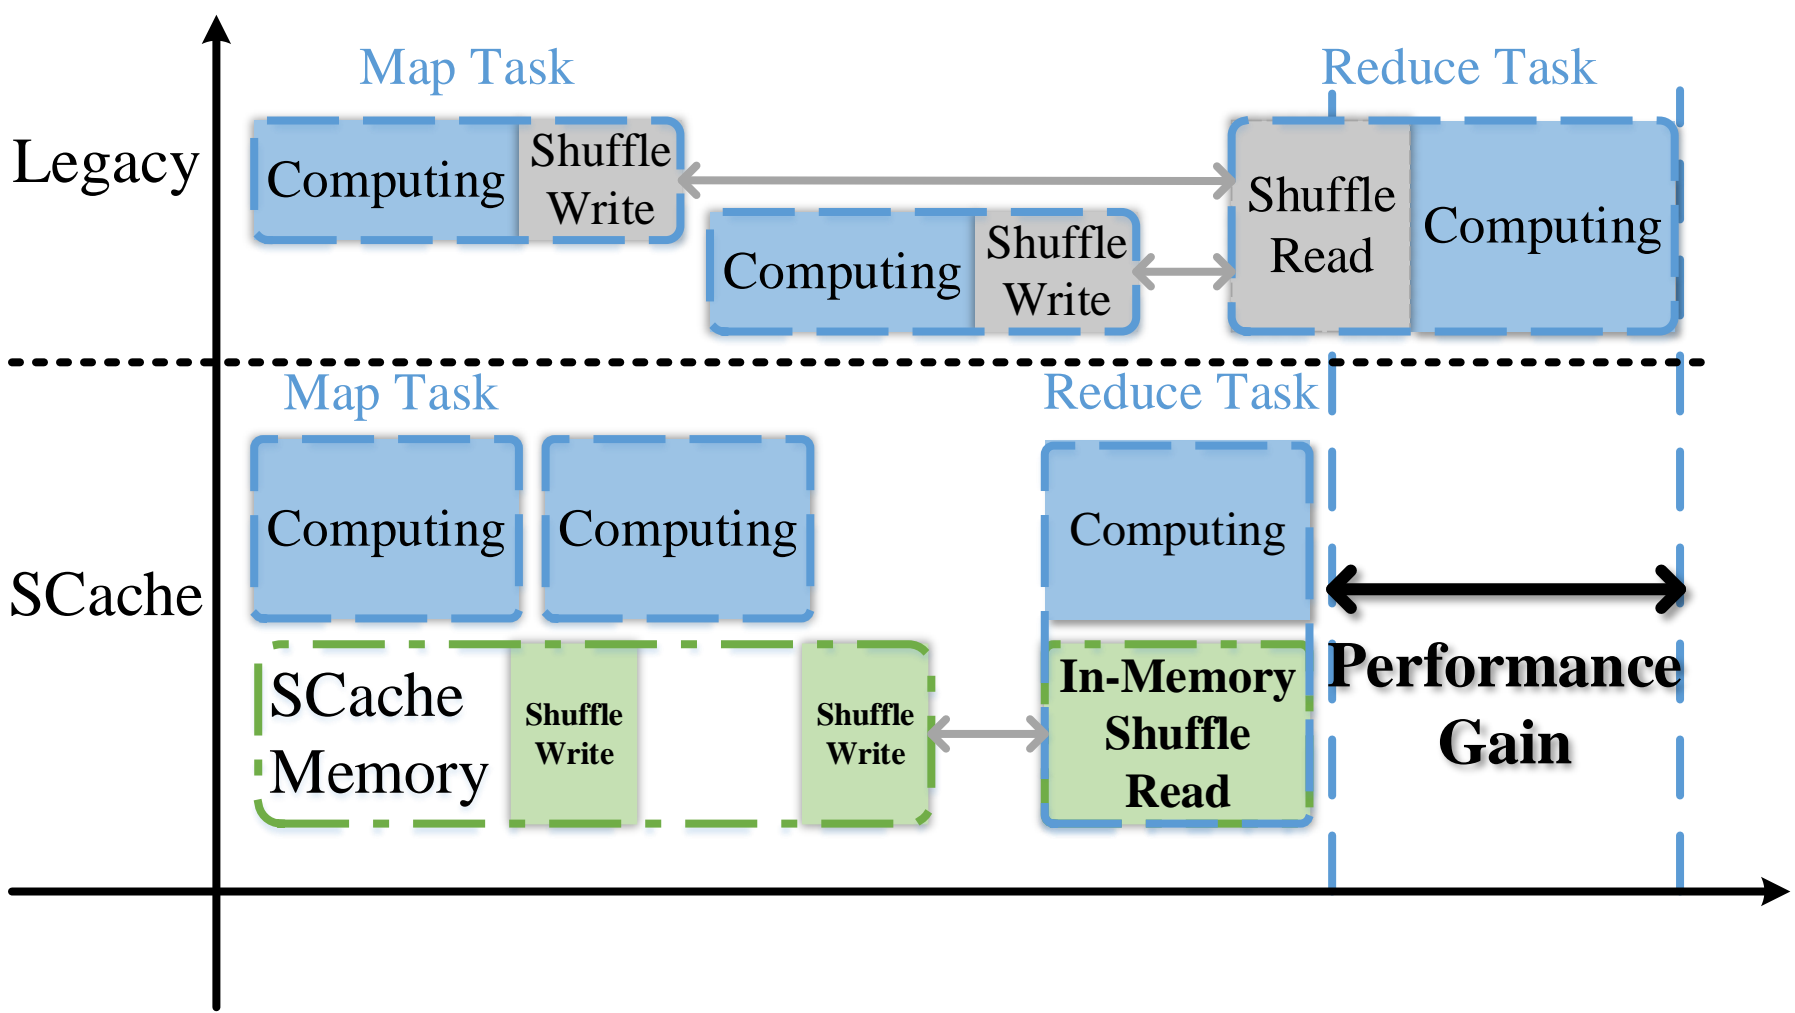 Map Task
Reduce Task
Legacy
Computing
Shuffle
Write
Computing
Shuffle
Write
Shuffle
Read
Computing
Map Task
Reduce Task
SCache
Computing
Computing
Computing
SCache
Memory
Shuffle
Write
Shuffle
Write
In-Memory
Shuffle
Read
Performance
Gain